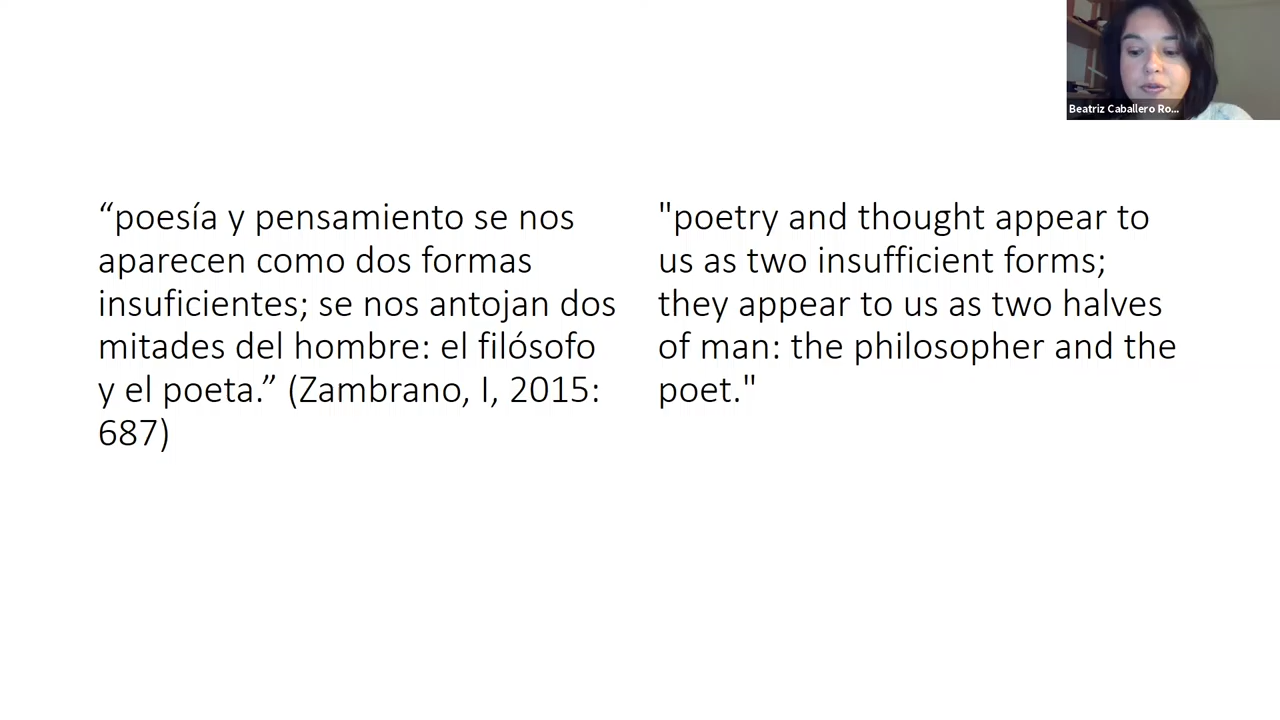 Beatriz Caballero Ro...
“poesía y pensamiento se nos
aparecen como dos formas
insuficientes; se nos antojan dos
mitades del hombre: el filósofo
y el poeta.” (Zambrano, I, 2015:
687)
"poetry and thought appear to
us as two insufficient forms;
they appear to us as two halves
of man: the philosopher and the
poet."